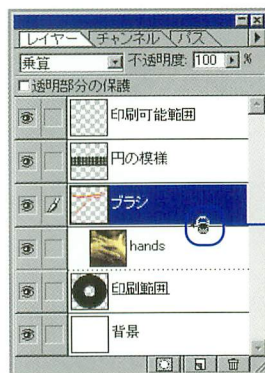 レイヤー チャンネル パス
乗算 不透明度: 100 %
透明部分の保護
印刷可能範囲
円の模様
ブラシ
hands
印刷範囲
背景